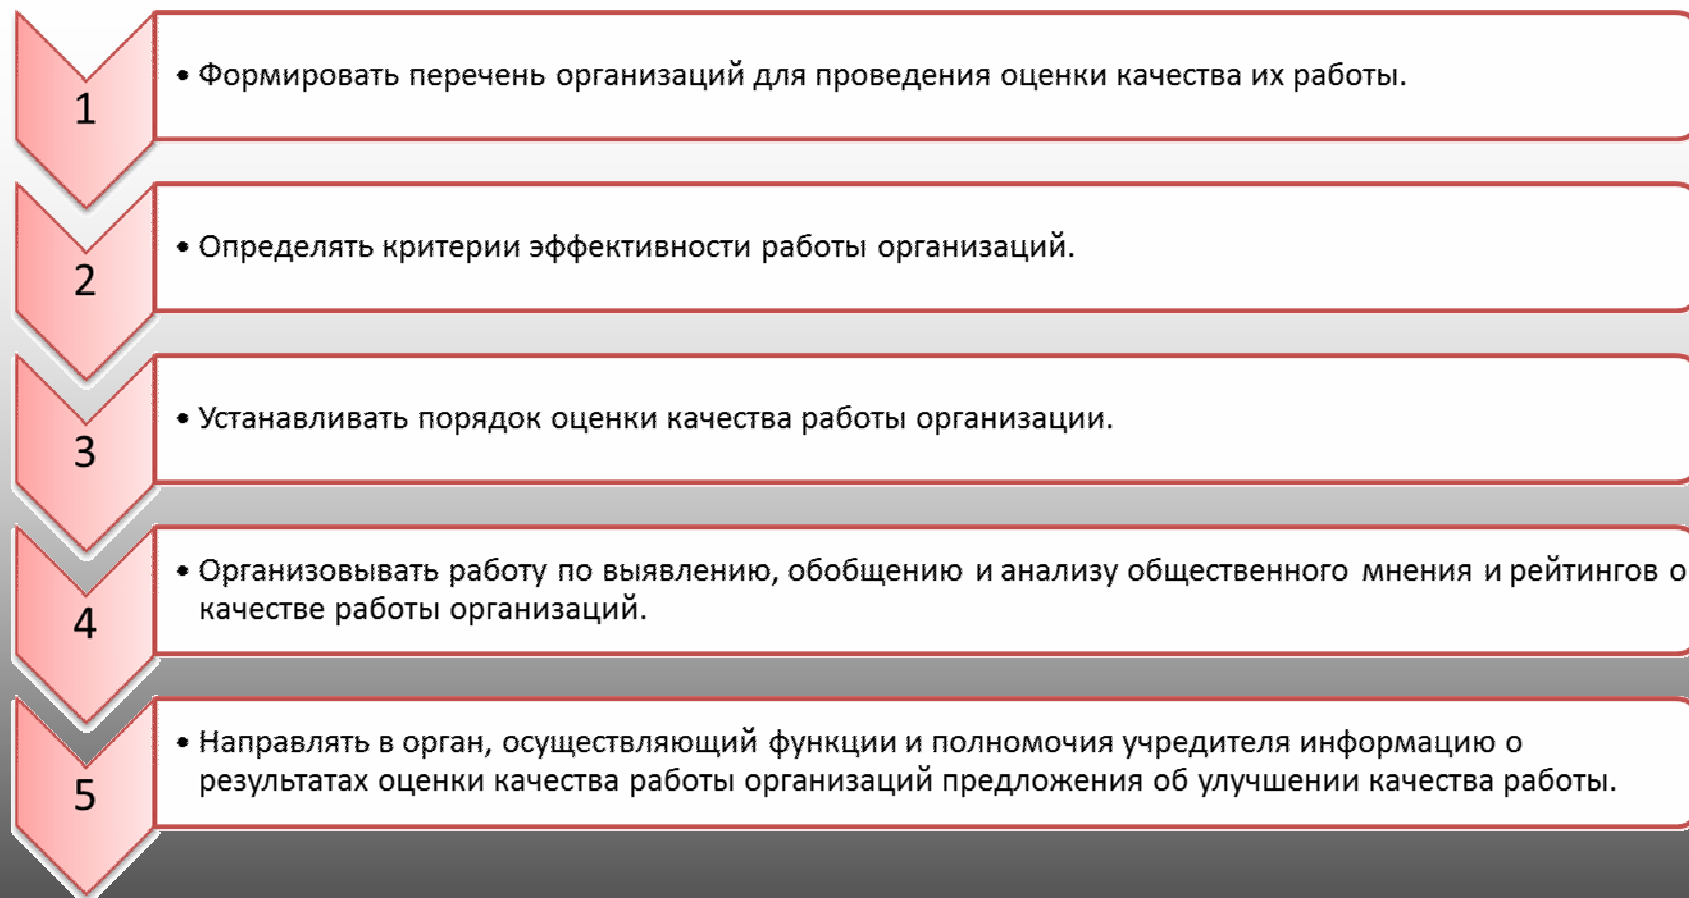 1
• Формировать перечень организаций для проведения оценки качества их работы.
2
• Определять критерии эффективности работы организаций.
3
• Устанавливать порядок оценки качества работы организации.
4
• Организовывать работу по выявлению, обобщению и анализу общественного мнения и рейтингов о
качестве работы организаций.
5
• Направлять в орган, осуществляющий функции и полномочия учредителя информацию о
результатах оценки качества работы организаций предложения об улучшении качества работы.